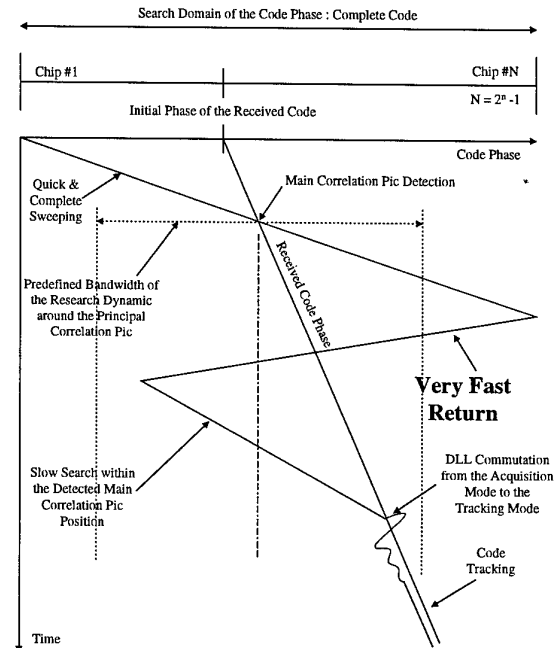 Search Domain of the Code Phase : Complete Code
Chip #1
Chip #N
N = 2ⁿ -1
Initial Phase of the Received Code
Code Phase
Quick &
Complete
Sweeping
Main Correlation Pic Detection
Received Code Phase
Predefined Bandwidth of
the Research Dynamic
around the Principal
Correlation Pic
Very Fast
Return
Slow Search within
the Detected Main
Correlation Pic
Position
DLL Commutation
from the Acquisition
Mode to the
Tracking Mode
Code
Tracking
Time